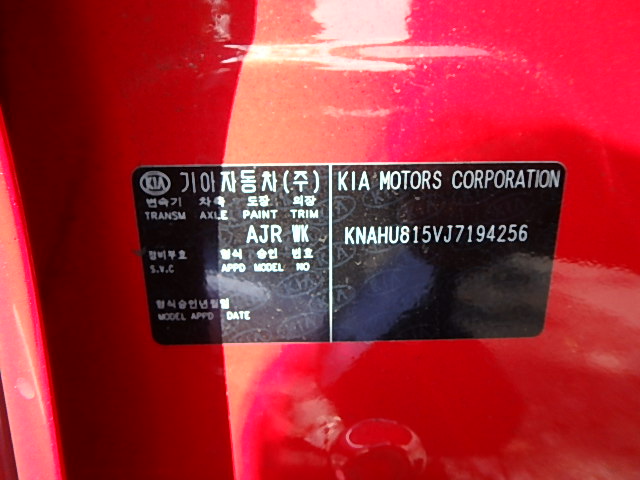 KIA 기아자동차(주) KIA MOTORS CORPORATION
변속기 차축 도장 의장
TRANSM AXLE PAINT TRIM
AJR WK KNAHU815VJ7194256
장비부호 형식 승인 번호
S.V.C APPD MODEL NO
형식승인년월일
MODEL APPD DATE